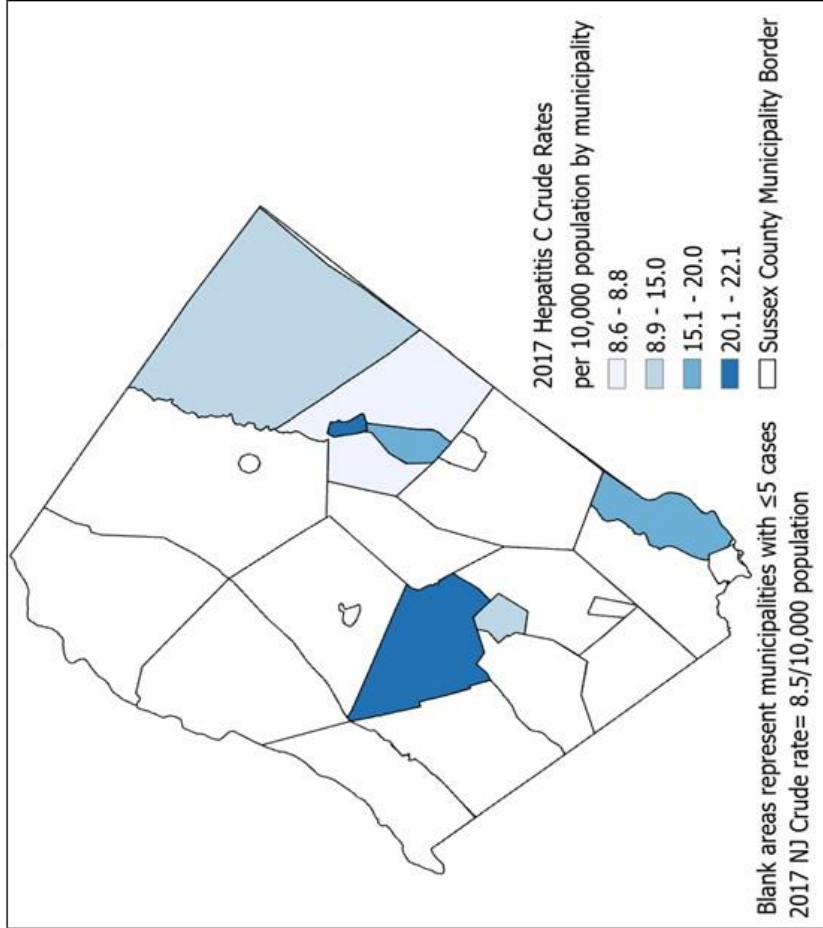 2017 Hepatitis C Crude Rates
per 10,000 population by municipality
8.6 - 8.8
8.9 - 15.0
15.1 - 20.0
20.1 - 22.1
Sussex County Municipality Border
Blank areas represent municipalities with ≤5 cases
2017 NJ Crude rate= 8.5/10,000 population